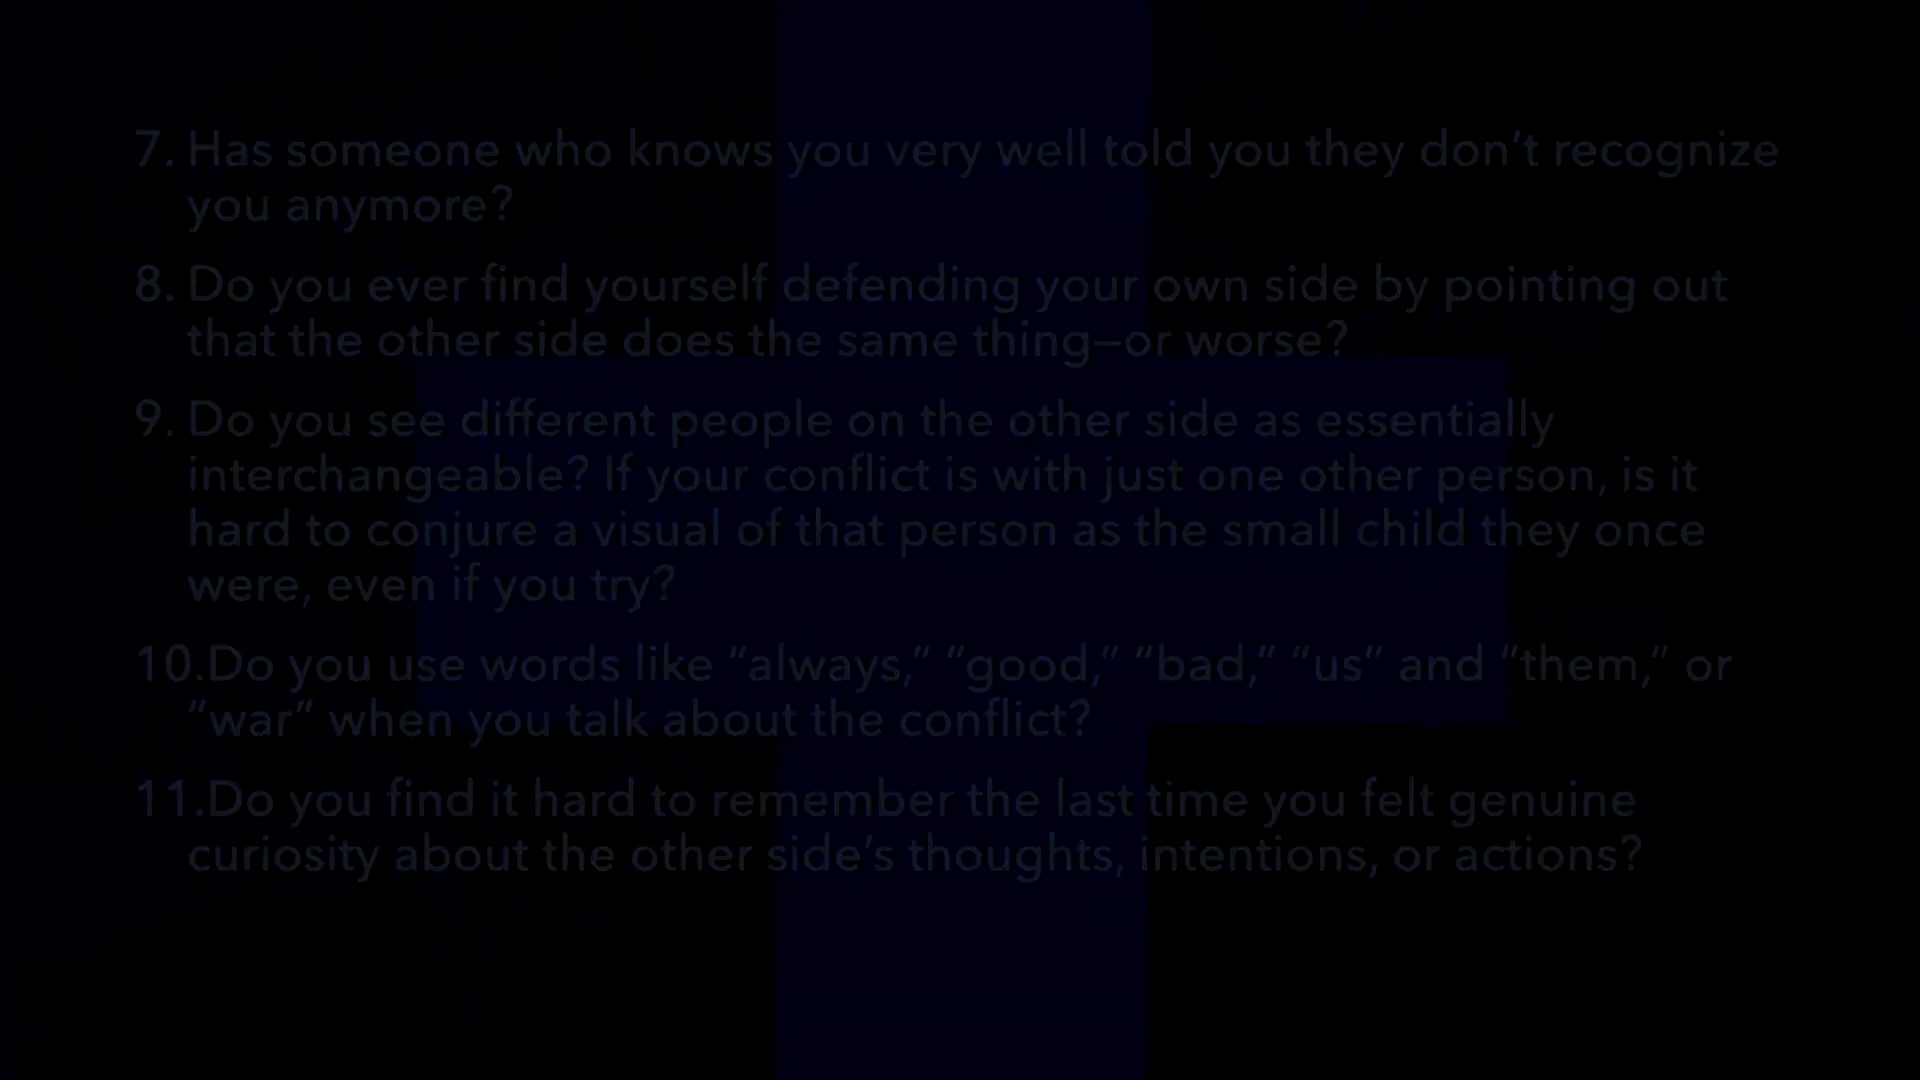 7. Has someone who knows you very well told you they don’t recognize
you anymore?
8. Do you ever find yourself defending your own side by pointing out
that the other side does the same thing—or worse?
9. Do you see different people on the other side as essentially
interchangeable? If your conflict is with just one other person, is it
hard to conjure a visual of that person as the small child they once
were, even if you try?
10.Do you use words like “always,” “good,” “bad,” “us” and “them,” or
“war” when you talk about the conflict?
11.Do you find it hard to remember the last time you felt genuine
curiosity about the other side’s thoughts, intentions, or actions?